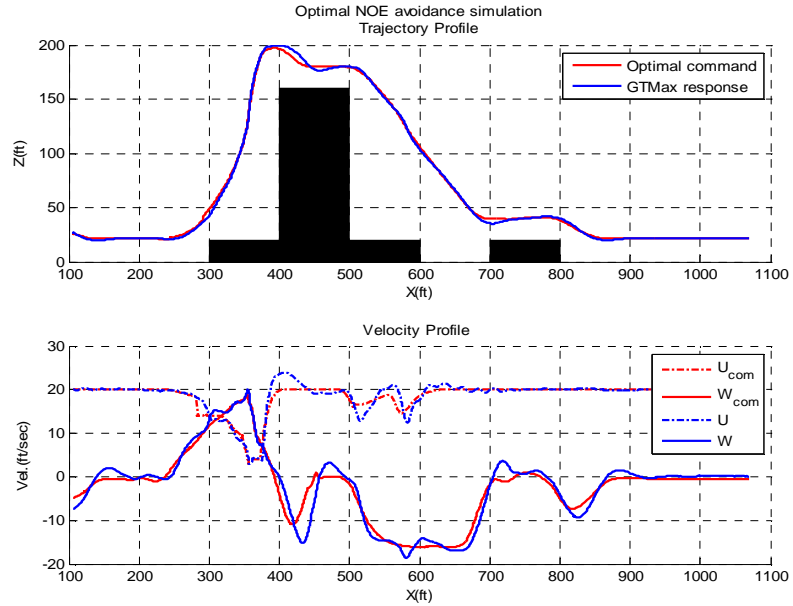 Optimal NOE avoidance simulation
Trajectory Profile
200
150
100
50
0
Z(ft)
Optimal command
GTMax response
100 200 300 400 500 600 700 800 900 1000 1100
X(ft)
Velocity Profile
30
20
10
0
-10
-20
Vel.(ft/sec)
U_com
W_com
U
W
100 200 300 400 500 600 700 800 900 1000 1100
X(ft)